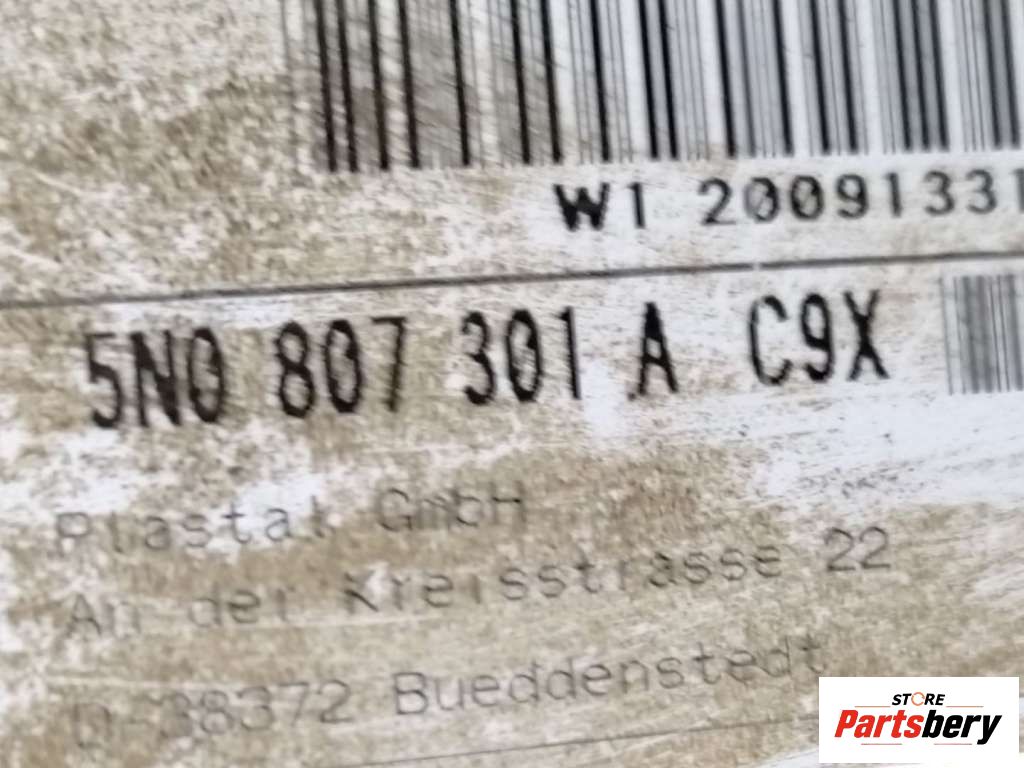 W1 20091331
5N0 807 301 A C9X
Plastal GmbH
An der Kreisstrasse 22
D-38372 Bueddenstedt
STORE
Partsbery